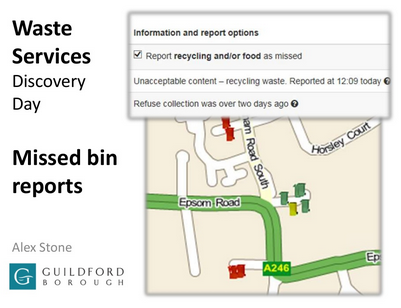 Waste
Services
Discovery
Day
Missed bin
reports
Alex Stone
GUILDFORD
BOROUGH
Information and report options
Report recycling and/or food as missed
Unacceptable content – recycling waste. Reported at 12:09 today
Refuse collection was over two days ago
ham Road South
Horsley Court
Epsom Road
A246
Eps